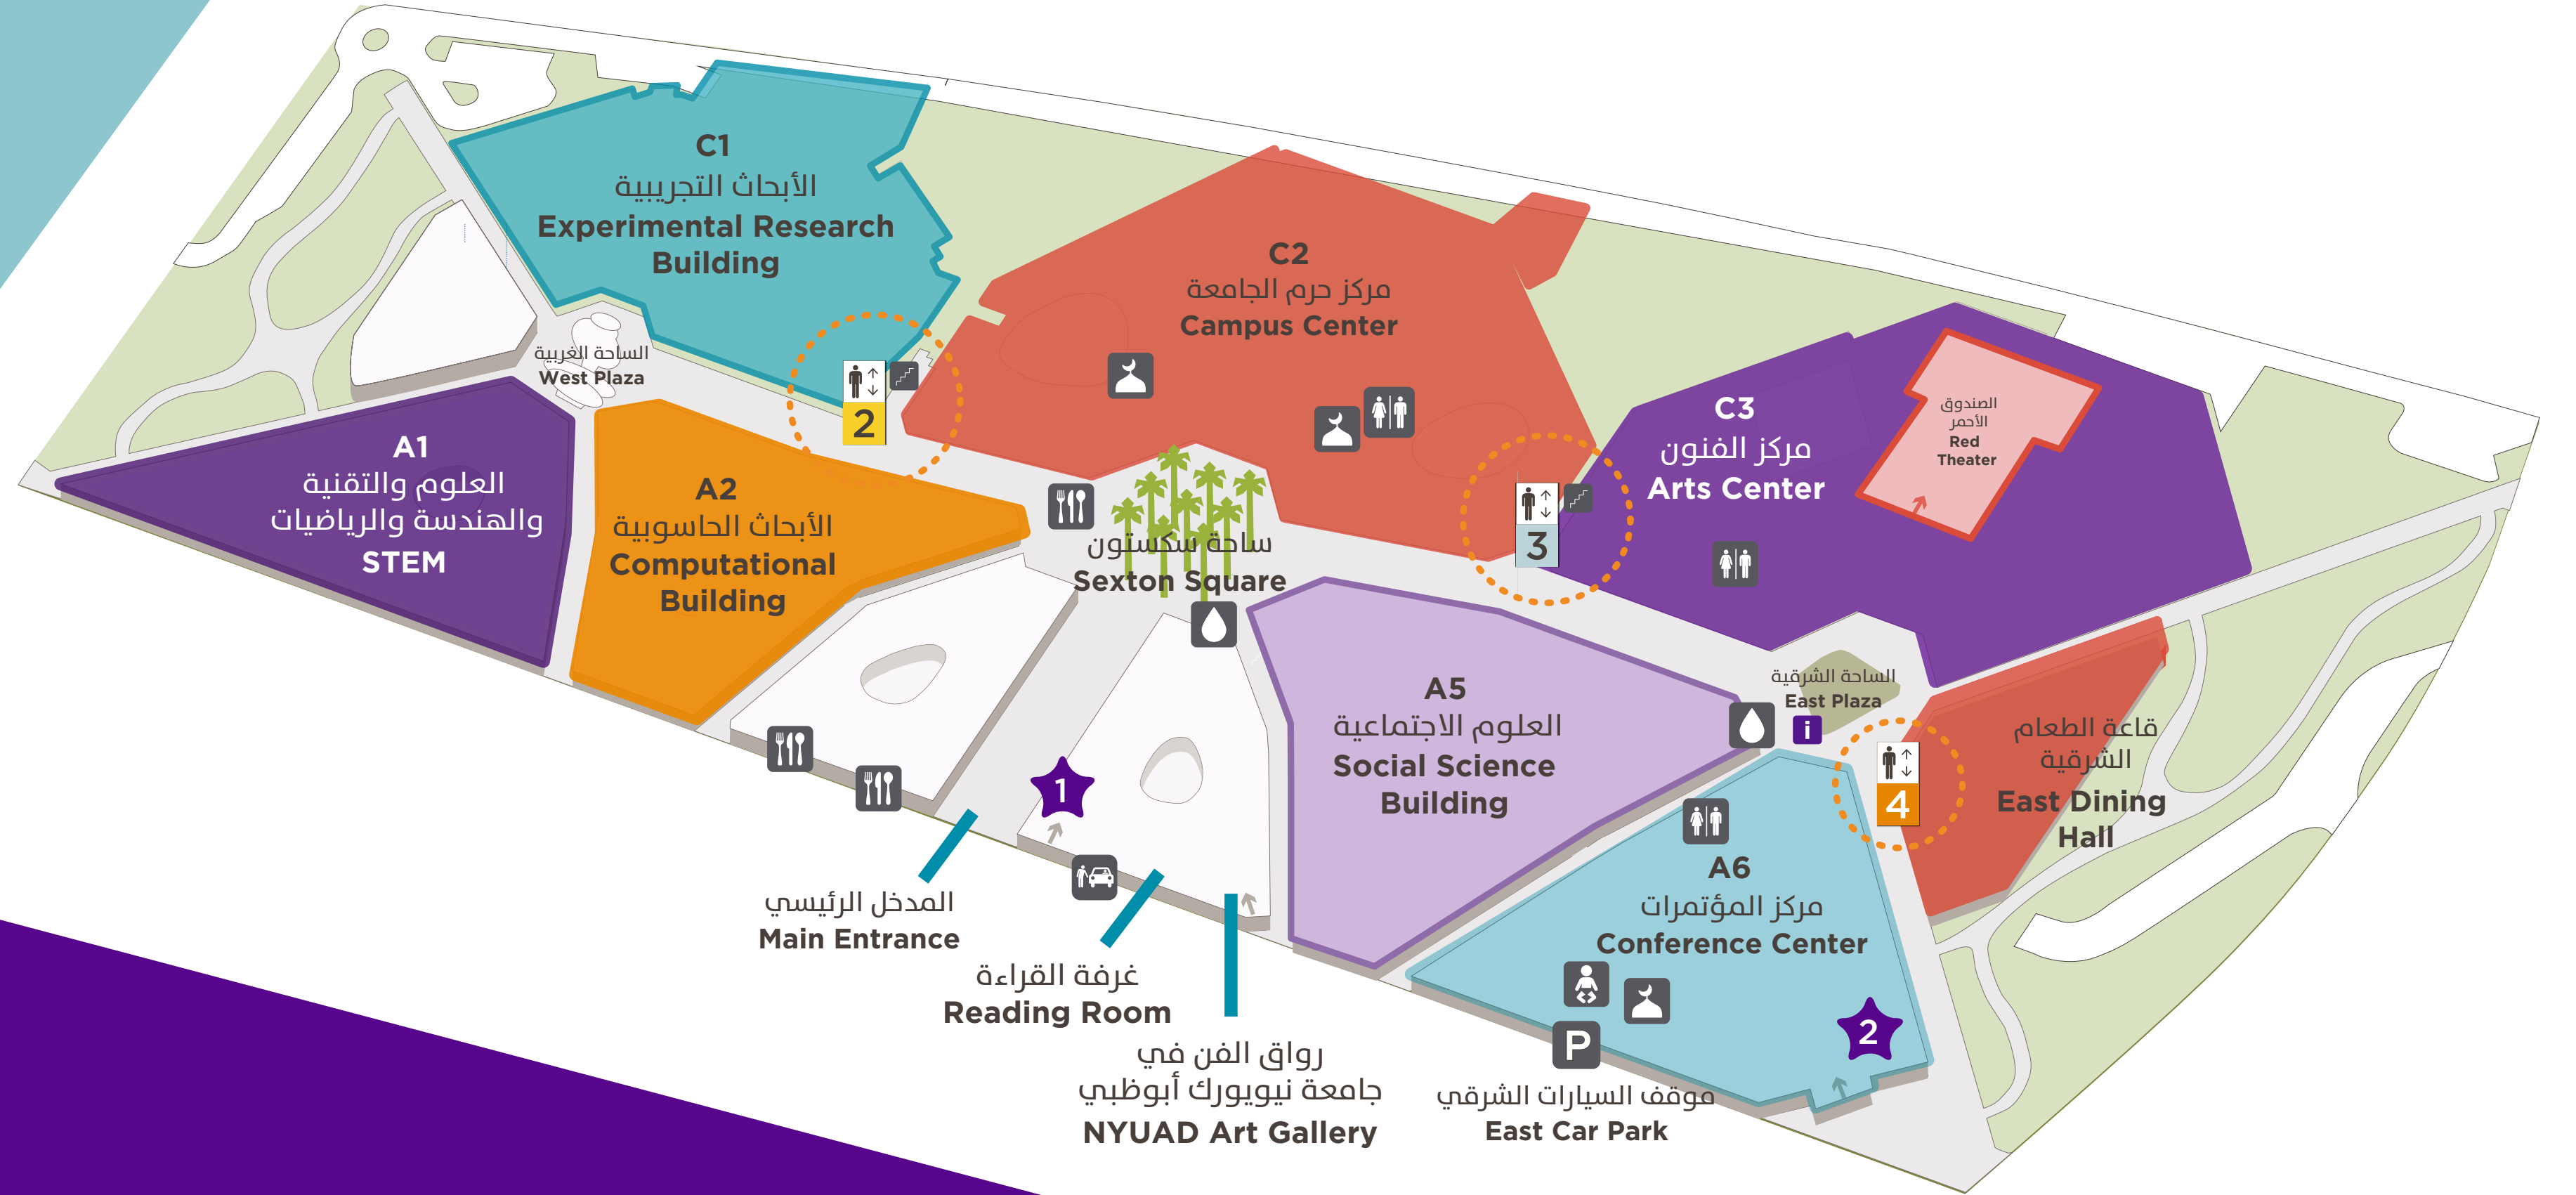 C1
الأبحاث التجريبية
Experimental Research
Building
C2
مركز حرم الجامعة
Campus Center
C3
مركز الفنون
Arts Center
الصندوق
الأحمر
Red
Theater
الساحة الغربية
West Plaza
2
3
A1
العلوم والتقنية
والهندسة والرياضيات
STEM
A2
الأبحاث الحاسوبية
Computational
Building
ساحة سكستون
Sexton Square
A5
العلوم الاجتماعية
Social Science
Building
الساحة الشرقية
East Plaza
i
4
قاعة الطعام
الشرقية
East Dining
Hall
1
A6
مركز المؤتمرات
Conference Center
2
P
المدخل الرئيسي
Main Entrance
غرفة القراءة
Reading Room
رواق الفن في
جامعة نيويورك أبوظبي
NYUAD Art Gallery
موقف السيارات الشرقي
East Car Park